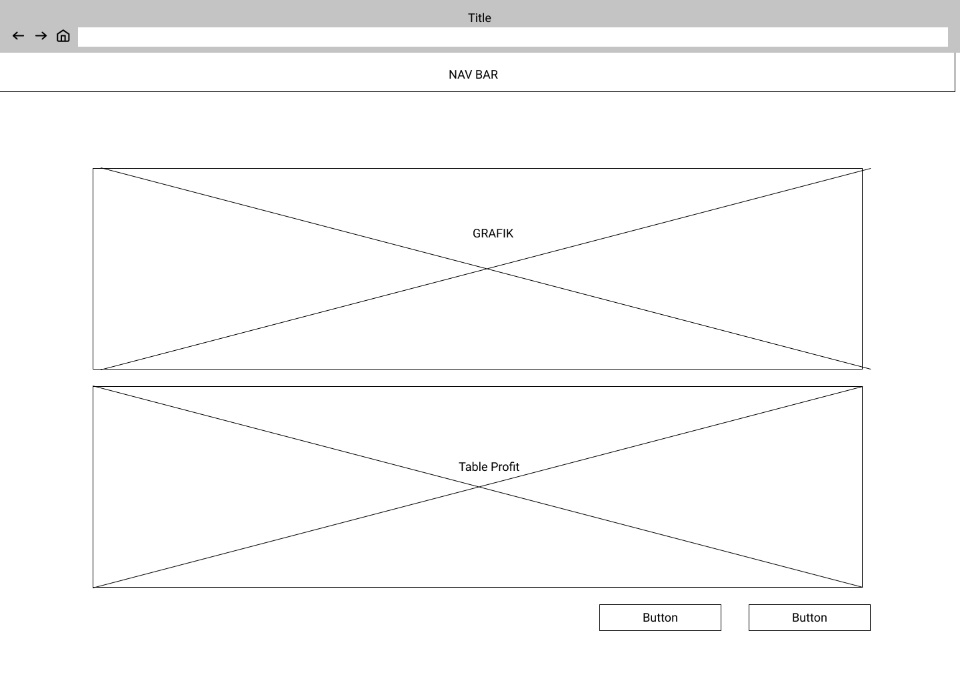 Title
NAV BAR
GRAFIK
Table Profit
Button
Button